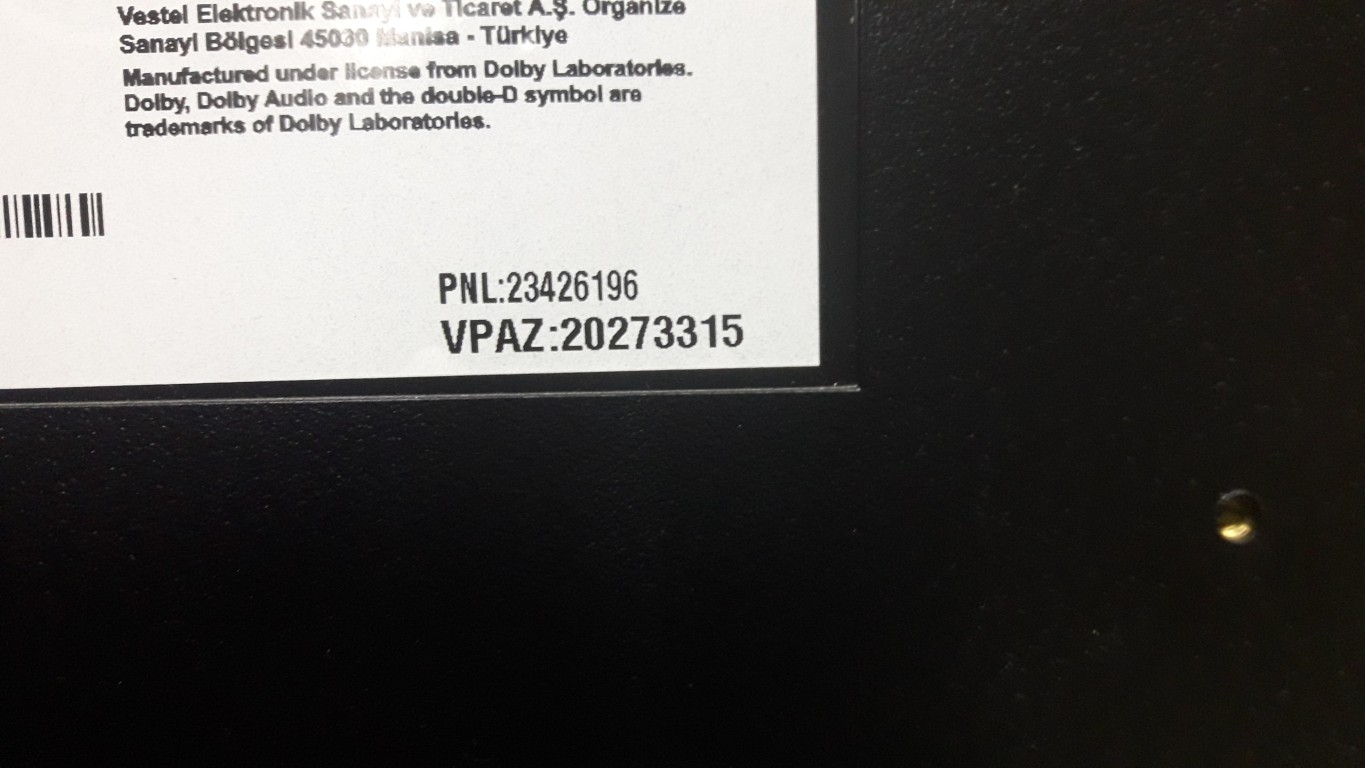 Vestel Elektronik Sanayi ve Ticaret A.Ş. Organize
Sanayi Bölgesi 45030 Manisa - Türkiye
Manufactured under license from Dolby Laboratories.
Dolby, Dolby Audio and the double-D symbol are
trademarks of Dolby Laboratories.
PNL:23426196
VPAZ:20273315